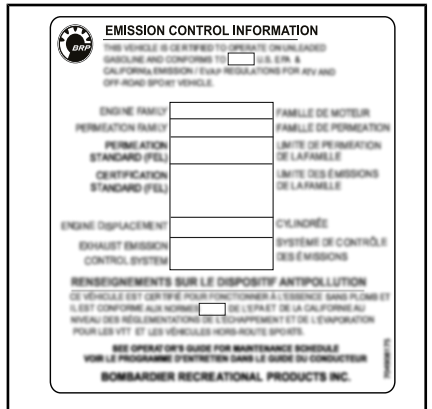 BRP
EMISSION CONTROL INFORMATION
THIS VEHICLE IS CERTIFIED TO OPERATE ON UNLEADED
GASOLINE AND CONFORMS TO U.S. EPA &
CALIFORNIA EMISSION / EVAP REGULATIONS FOR ATV AND
OFF-ROAD SPORT VEHICLE.
ENGINE FAMILY FAMILLE DE MOTEUR
PERMEATION FAMILY FAMILLE DE PERMEATION
PERMEATION LIMITE DE PERMEATION
STANDARD (FEL) DE LA FAMILLE
CERTIFICATION LIMITE DES ÉMISSIONS
STANDARD (FEL) DE LA FAMILLE
ENGINE DISPLACEMENT CYLINDRÉE
EXHAUST EMISSION SYSTÈME DE CONTRÔLE
CONTROL SYSTEM DES ÉMISSIONS
RENSEIGNEMENTS SUR LE DISPOSITIF ANTIPOLLUTION
CE VÉHICULE EST CERTIFIÉ POUR FONCTIONNER À L'ESSENCE SANS PLOMB ET
IL EST CONFORME AUX NORMES DE L'EPA ET DE LA CALIFORNIE AU
NIVEAU DES RÉGLEMENTATIONS DE L'ÉCHAPPEMENT ET DE L'ÉVAPORATION
POUR LES VTT ET LES VÉHICULES HORS-ROUTE SPORTS.
SEE OPERATOR'S GUIDE FOR MAINTENANCE SCHEDULE
VOIR LE PROGRAMME D'ENTRETIEN DANS LE GUIDE DU CONDUCTEUR
BOMBARDIER RECREATIONAL PRODUCTS INC.